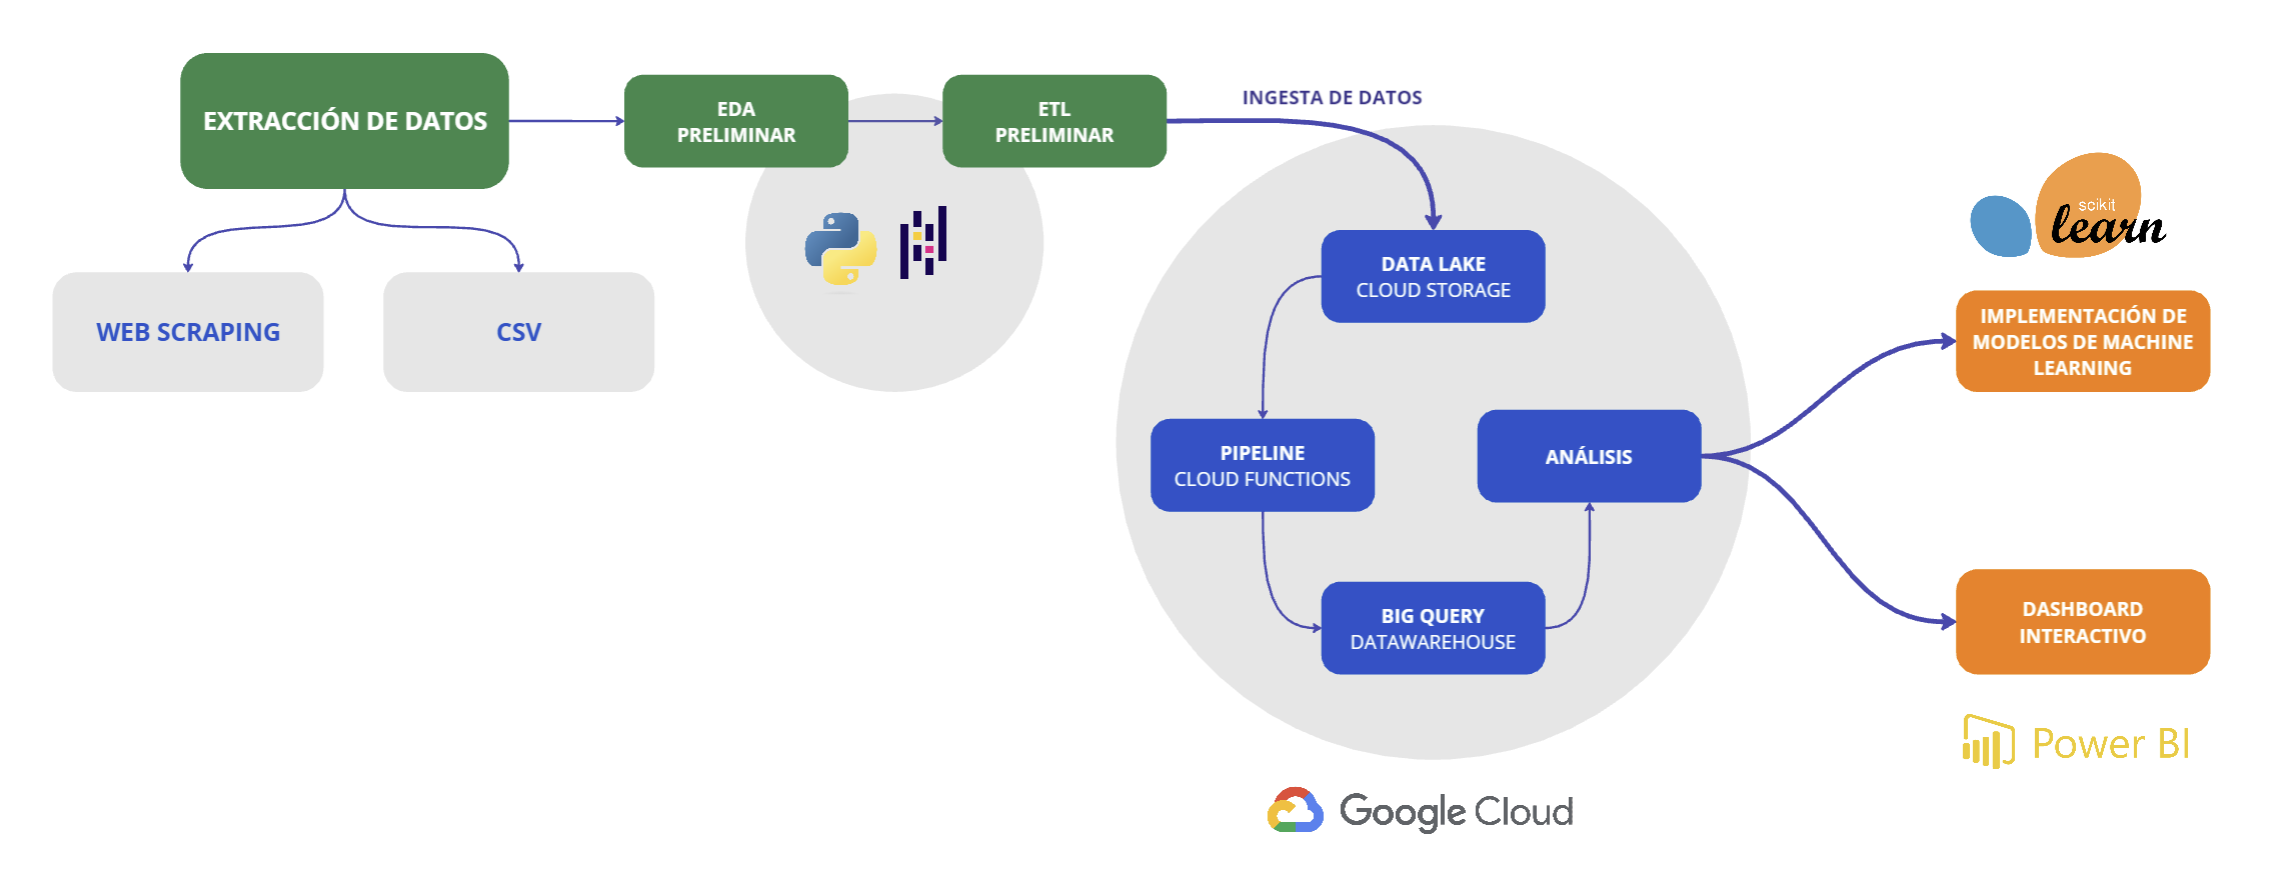 EXTRACCIÓN DE DATOS
WEB SCRAPING
CSV
EDA
PRELIMINAR
ETL
PRELIMINAR
INGESTA DE DATOS
DATA LAKE
CLOUD STORAGE
PIPELINE
CLOUD FUNCTIONS
BIG QUERY
DATAWAREHOUSE
ANÁLISIS
Google Cloud
scikit
learn
IMPLEMENTACIÓN DE
MODELOS DE MACHINE
LEARNING
DASHBOARD
INTERACTIVO
Power BI